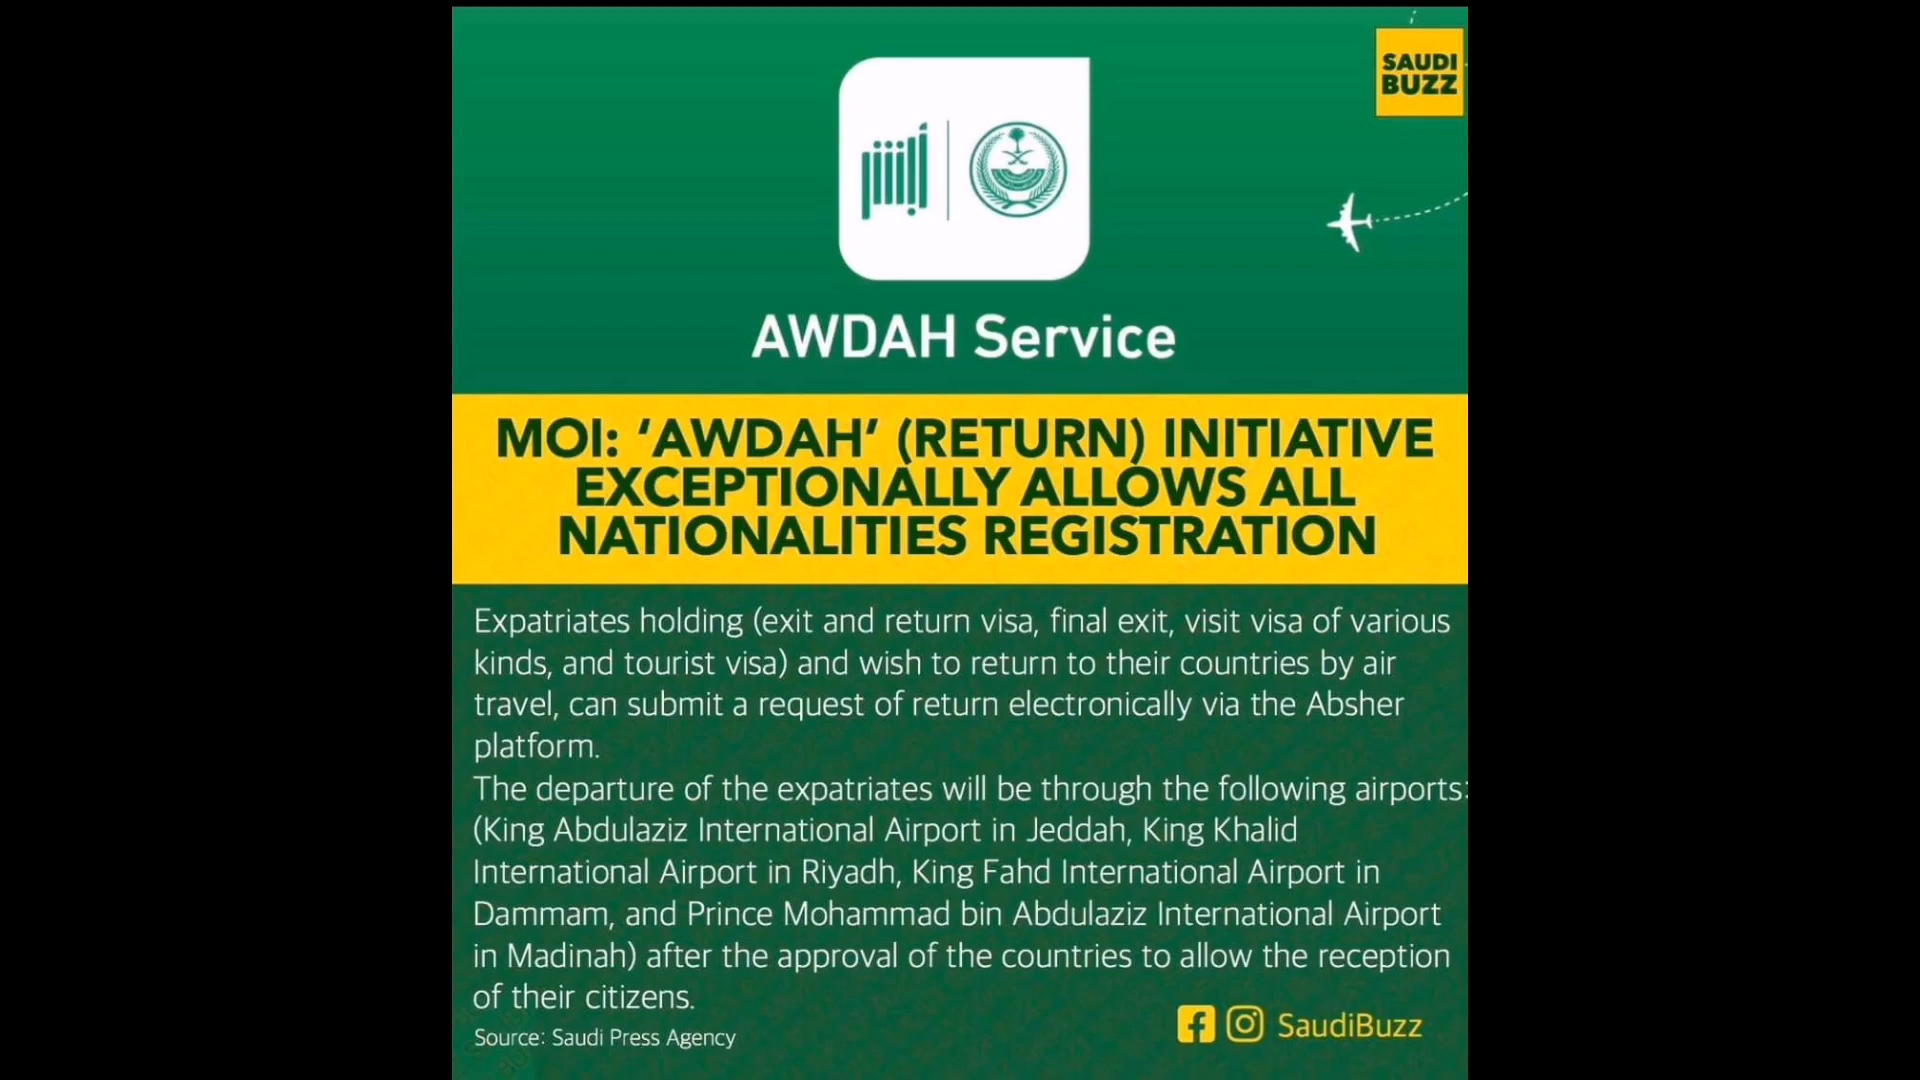 SAUDI
BUZZ
أبشر
AWDAH Service
MOI: ‘AWDAH’ (RETURN) INITIATIVE
EXCEPTIONALLY ALLOWS ALL
NATIONALITIES REGISTRATION
Expatriates holding (exit and return visa, final exit, visit visa of various
kinds, and tourist visa) and wish to return to their countries by air
travel, can submit a request of return electronically via the Absher
platform.
The departure of the expatriates will be through the following airports:
(King Abdulaziz International Airport in Jeddah, King Khalid
International Airport in Riyadh, King Fahd International Airport in
Dammam, and Prince Mohammad bin Abdulaziz International Airport
in Madinah) after the approval of the countries to allow the reception
of their citizens.
Source: Saudi Press Agency
SaudiBuzz